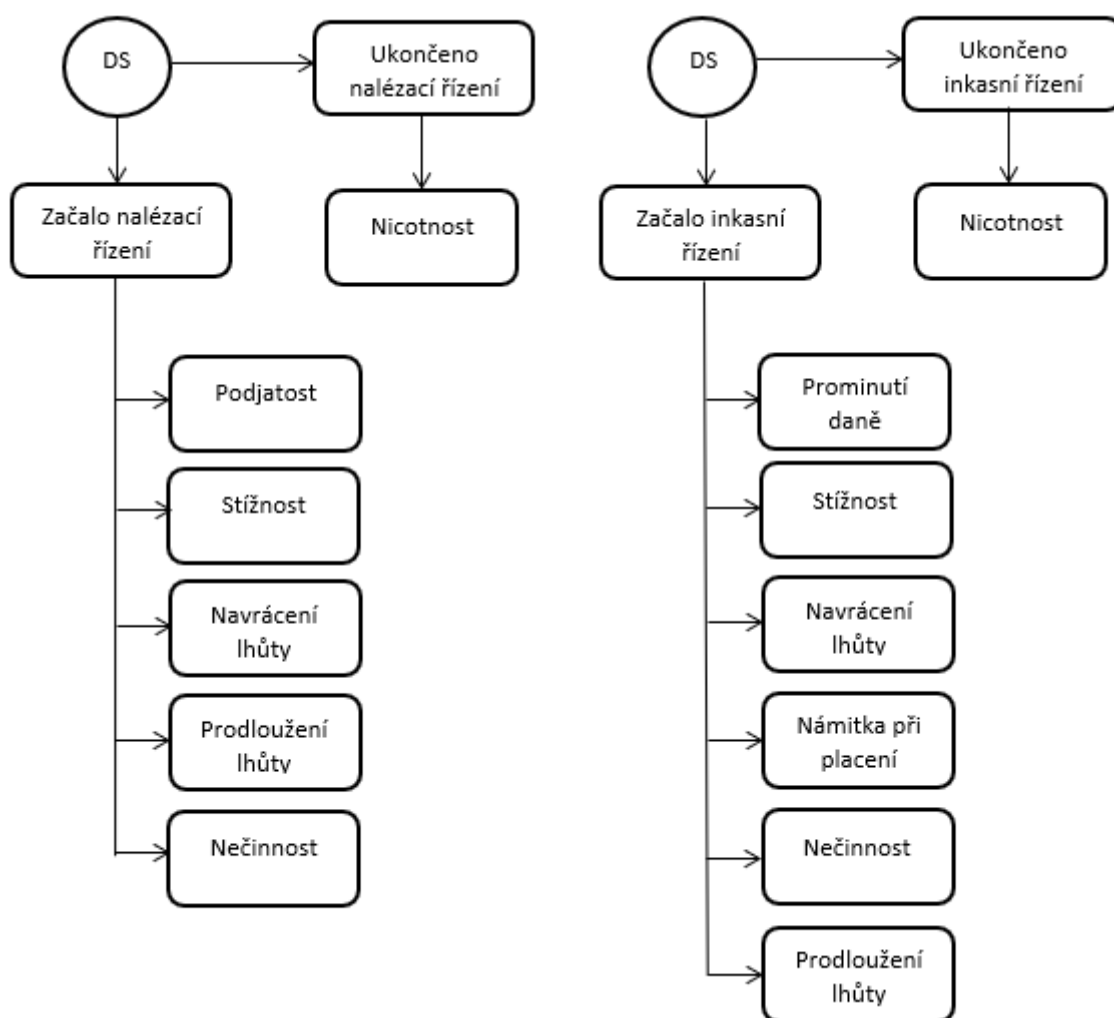 DS
Ukončeno
nalézací řízení
Začalo nalézací
řízení
Nicotnost
Podjatost
Stížnost
Navrácení
lhůty
Prodloužení
lhůty
Nečinnost
DS
Ukončeno
inkasní řízení
Začalo inkasní
řízení
Nicotnost
Prominutí
daně
Stížnost
Navrácení
lhůty
Námitka při
placení
Nečinnost
Prodloužení
lhůty